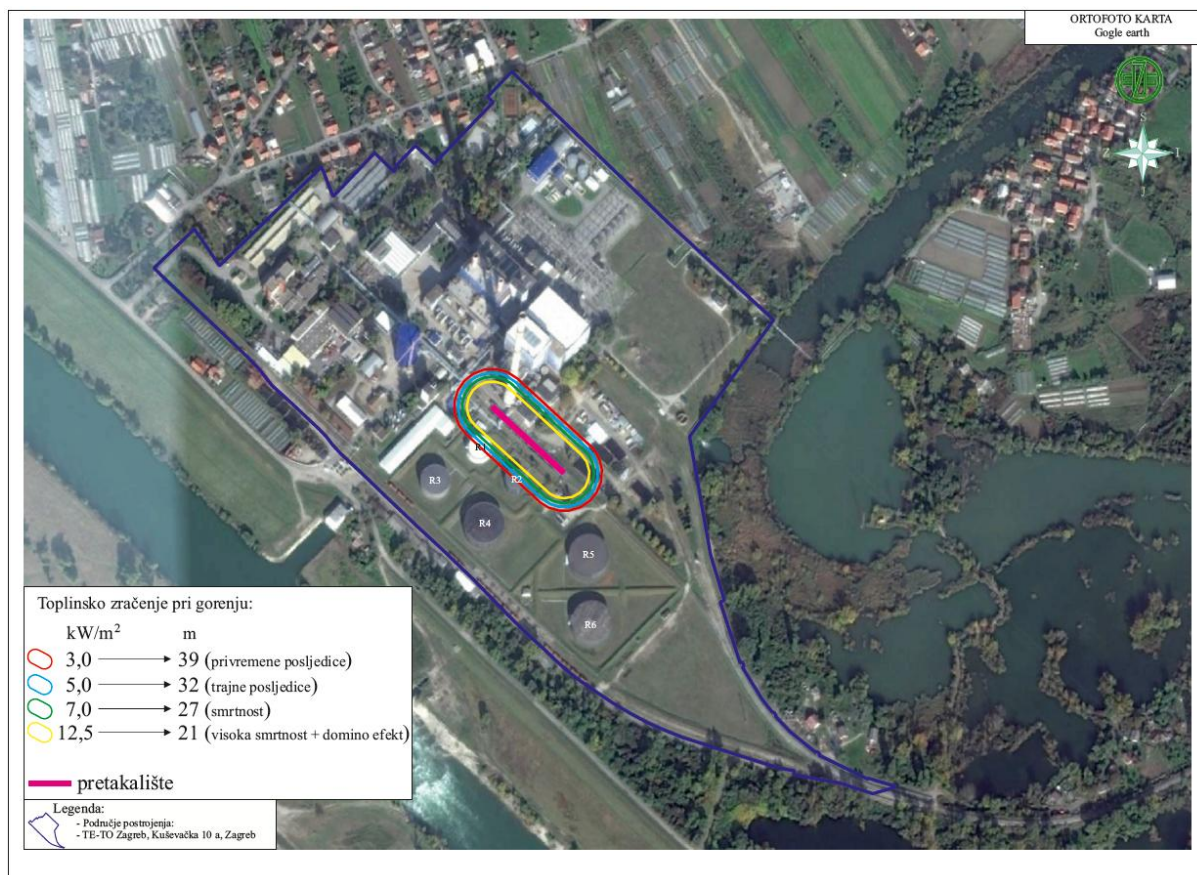 ORTOFOTO KARTA
Gogle earth
S
I
R1
R2
R3
R4
R5
R6
Toplinsko zračenje pri gorenju:
kW/m² m
3,0 39 (privremene posljedice)
5,0 32 (trajne posljedice)
7,0 27 (smrtnost)
12,5 21 (visoka smrtnost + domino efekt)
pretakalište
Legenda:
- Područje postrojenja:
- TE-TO Zagreb, Kuševačka 10 a, Zagreb